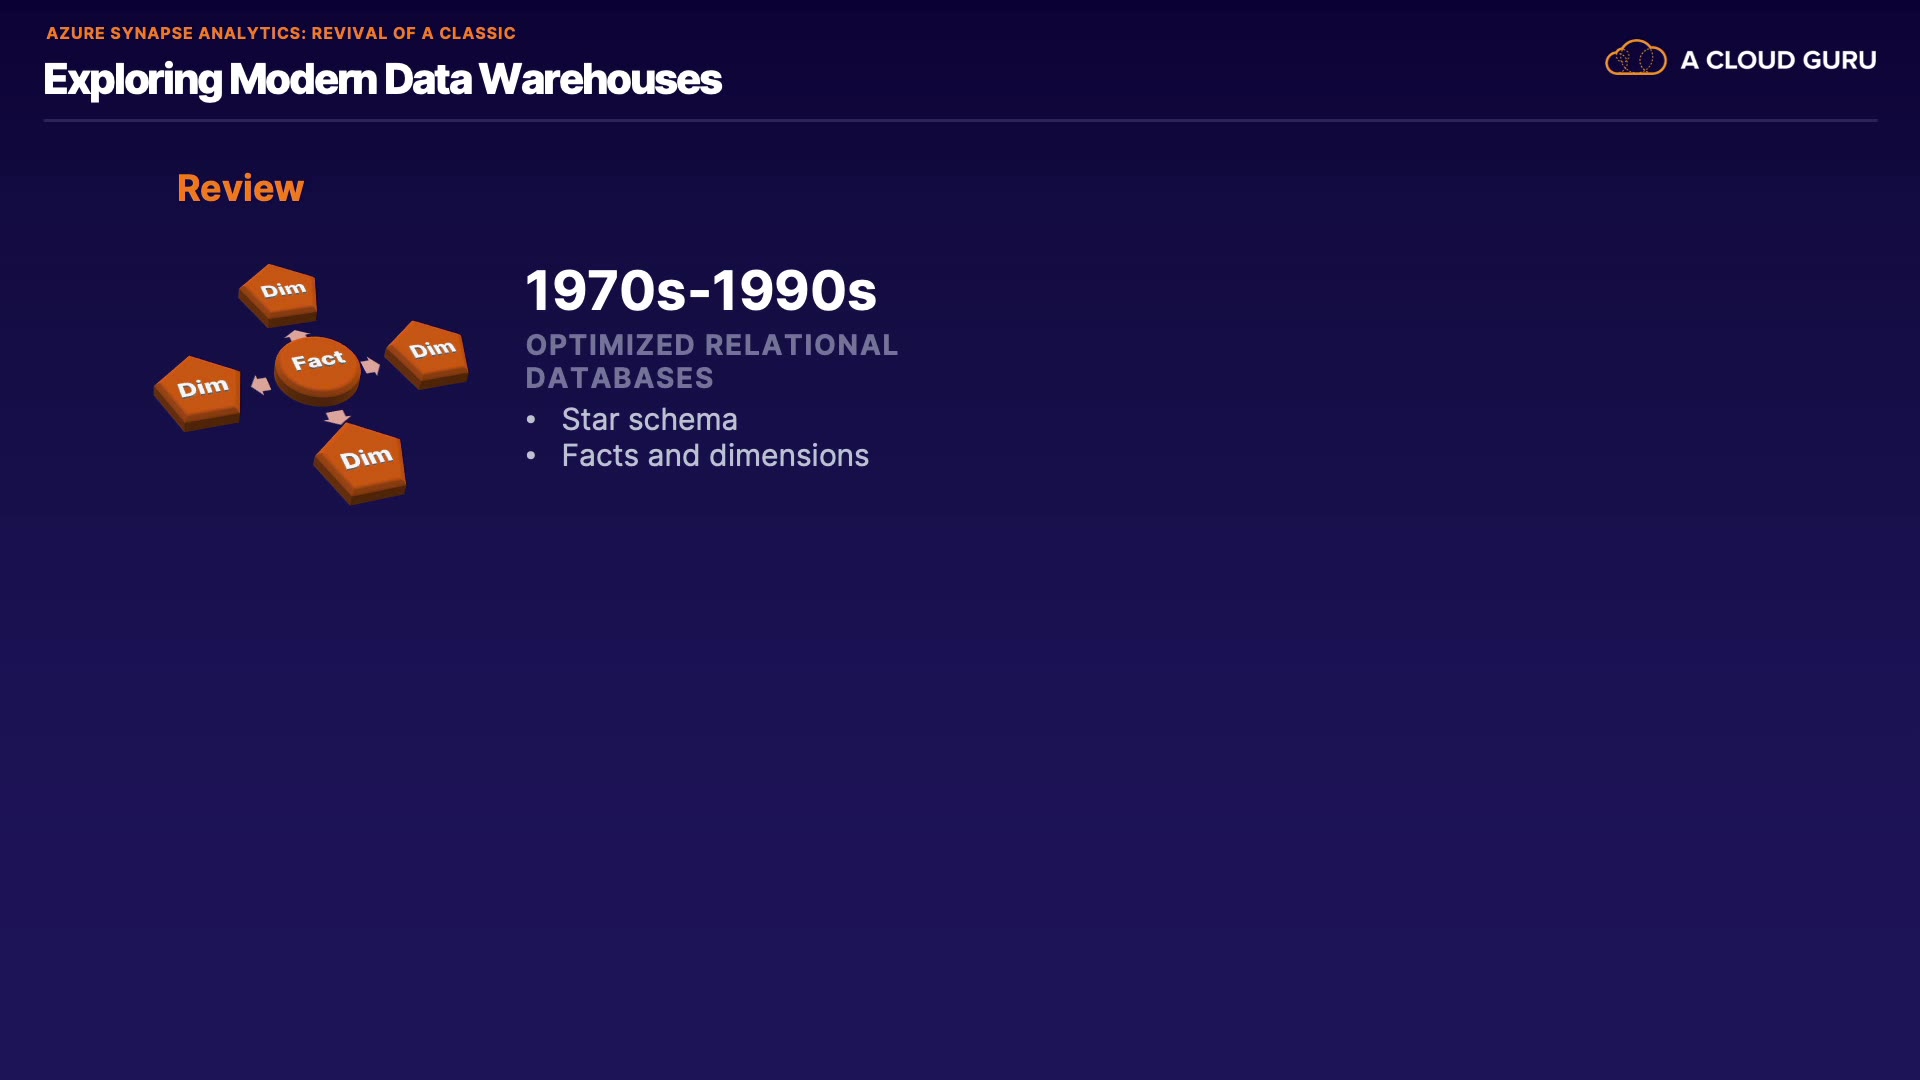 AZURE SYNAPSE ANALYTICS: REVIVAL OF A CLASSIC
Exploring Modern Data Warehouses
A CLOUD GURU
Review
Dim
Dim
Fact
Dim
Dim
1970s-1990s
OPTIMIZED RELATIONAL
DATABASES
• Star schema
• Facts and dimensions